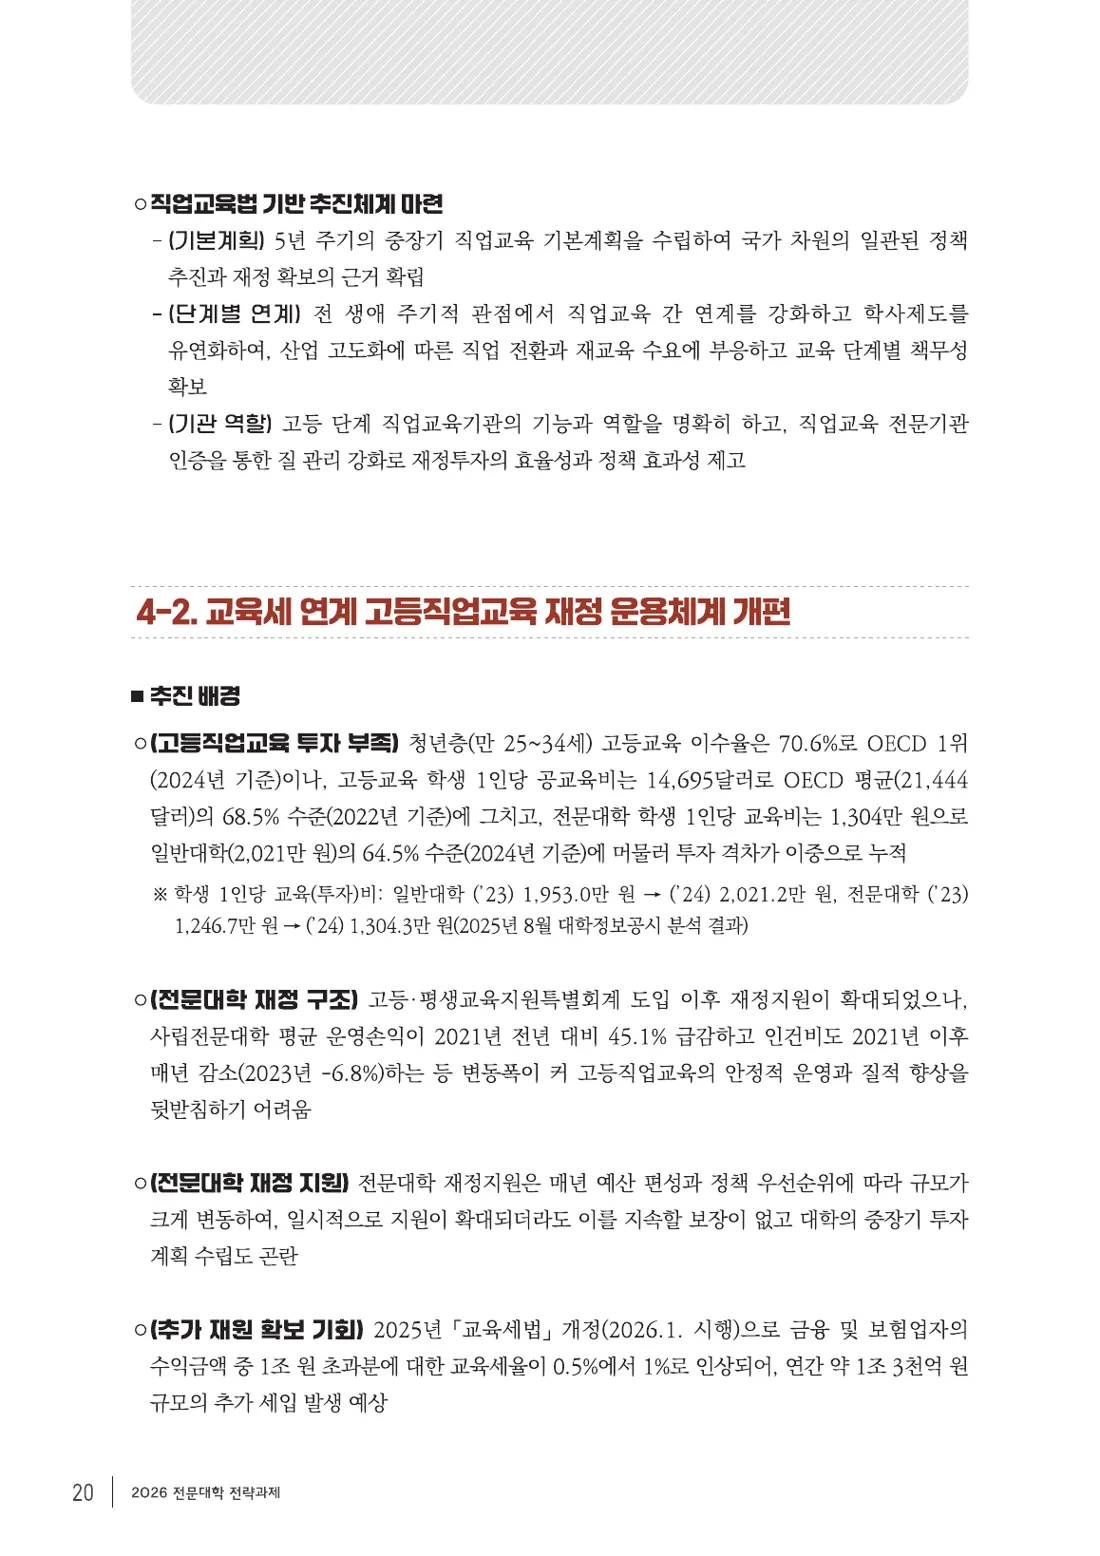 ○ 직업교육법 기반 추진체계 마련
- (기본계획) 5년 주기의 중장기 직업교육 기본계획을 수립하여 국가 차원의 일관된 정책
추진과 재정 확보의 근거 확립
- (단계별 연계) 전 생애 주기적 관점에서 직업교육 간 연계를 강화하고 학사제도를
유연화하여, 산업 고도화에 따른 직업 전환과 재교육 수요에 부응하고 교육 단계별 책무성
확보
- (기관 역할) 고등 단계 직업교육기관의 기능과 역할을 명확히 하고, 직업교육 전문기관
인증을 통한 질 관리 강화로 재정투자의 효율성과 정책 효과성 제고
4-2. 교육세 연계 고등직업교육 재정 운용체계 개편
■ 추진 배경
○ (고등직업교육 투자 부족) 청년층(만 25~34세) 고등교육 이수율은 70.6%로 OECD 1위
(2024년 기준)이나, 고등교육 학생 1인당 공교육비는 14,695달러로 OECD 평균(21,444
달러)의 68.5% 수준(2022년 기준)에 그치고, 전문대학 학생 1인당 교육비는 1,304만 원으로
일반대학(2,021만 원)의 64.5% 수준(2024년 기준)에 머물러 투자 격차가 이중으로 누적
※ 학생 1인당 교육(투자)비: 일반대학 ('23) 1,953.0만 원 → ('24) 2,021.2만 원, 전문대학 ('23)
1,246.7만 원 → ('24) 1,304.3만 원(2025년 8월 대학정보공시 분석 결과)
○ (전문대학 재정 구조) 고등·평생교육지원특별회계 도입 이후 재정지원이 확대되었으나,
사립전문대학 평균 운영손익이 2021년 전년 대비 45.1% 급감하고 인건비도 2021년 이후
매년 감소(2023년 -6.8%)하는 등 변동폭이 커 고등직업교육의 안정적 운영과 질적 향상을
뒷받침하기 어려움
○ (전문대학 재정 지원) 전문대학 재정지원은 매년 예산 편성과 정책 우선순위에 따라 규모가
크게 변동하여, 일시적으로 지원이 확대되더라도 이를 지속할 보장이 없고 대학의 중장기 투자
계획 수립도 곤란
○ (추가 재원 확보 기회) 2025년 「교육세법」 개정(2026.1. 시행)으로 금융 및 보험업자의
수익금액 중 1조 원 초과분에 대한 교육세율이 0.5%에서 1%로 인상되어, 연간 약 1조 3천억 원
규모의 추가 세입 발생 예상
20
2026 전문대학 전략과제